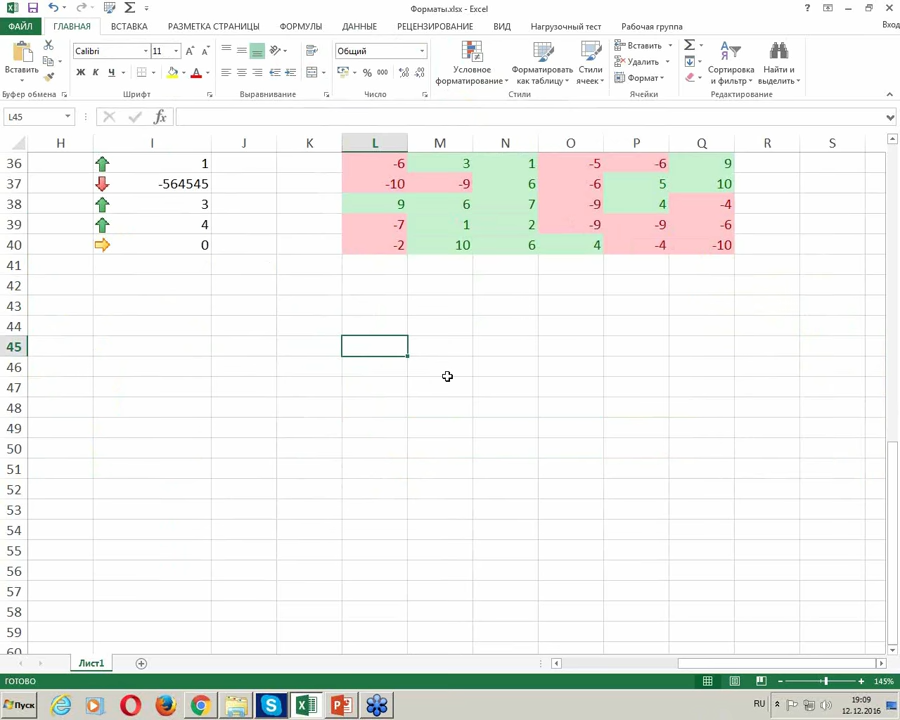 Форматы.xlsx - Excel
Вход
ФАЙЛ ГЛАВНАЯ ВСТАВКА РАЗМЕТКА СТРАНИЦЫ ФОРМУЛЫ ДАННЫЕ РЕЦЕНЗИРОВАНИЕ ВИД Нагрузочный тест Рабочая группа
Calibri 11
Общий
Вставить
Ж К Ч
Условное форматирование
Форматировать как таблицу
Стили ячеек
Вставить
Удалить
Формат
Сортировка и фильтр
Найти и выделить
Буфер обмена Шрифт Выравнивание Число Стили Ячейки Редактирование
L45
H I J K L M N O P Q R S
36 1 -6 3 1 -5 -6 9
37 -564545 -10 -9 6 -6 5 10
38 3 9 6 7 -9 4 -4
39 4 -7 1 2 -9 -9 -6
40 0 -2 10 6 4 -4 -10
41
42
43
44
45
46
47
48
49
50
51
52
53
54
55
56
57
58
59
60
Лист1
ГОТОВО 145%
Пуск RU 19:09
12.12.2016